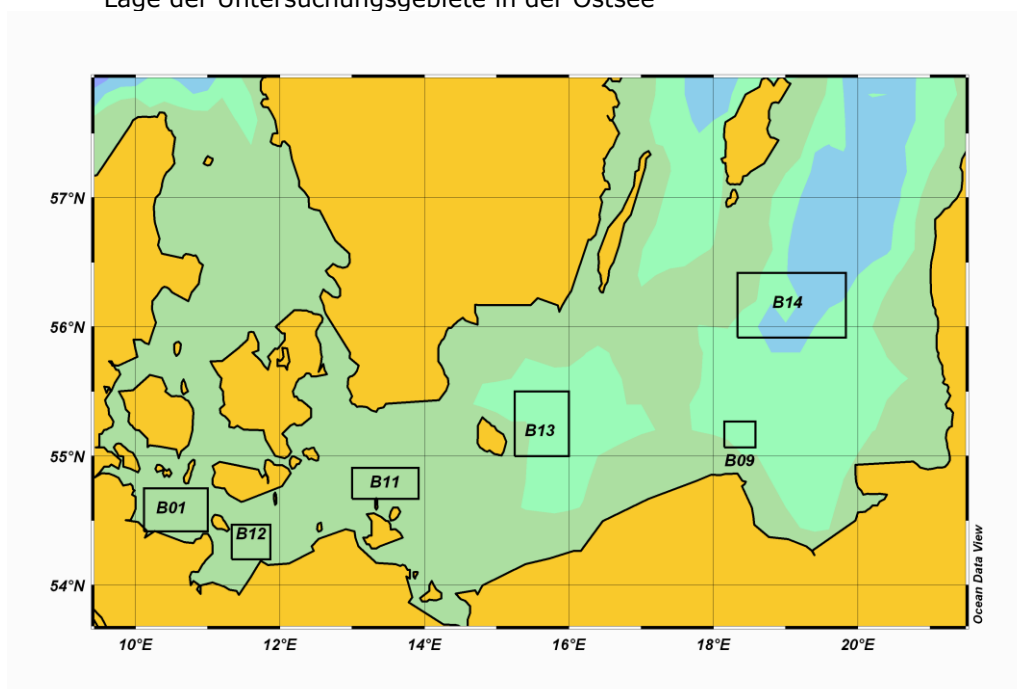 Lage der Untersuchungsgebiete in der Ostsee
57°N
56°N
B14
55°N
B13
B09
B11
B01
B12
54°N
Ocean Data View
10°E 12°E 14°E 16°E 18°E 20°E